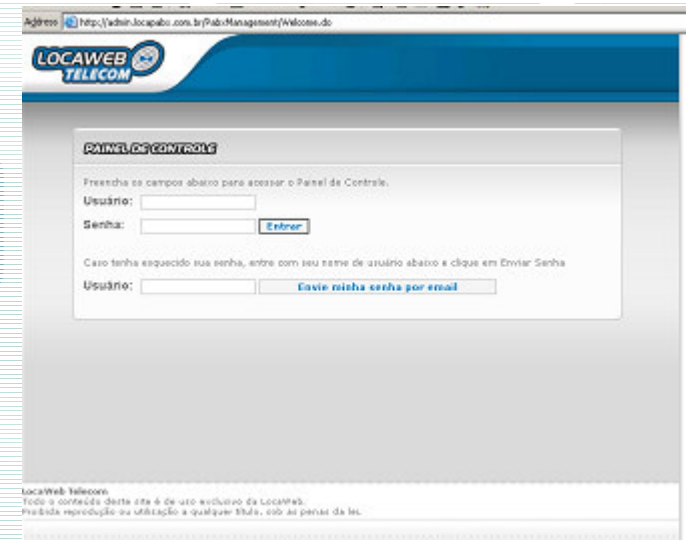 Address http://admin.locapabx.com.br/PabxManagement/Welcome.do
LOCAWEB
TELECOM
PAINEL DE CONTROLE
Preencha os campos abaixo para acessar o Painel de Controle.
Usuário:
Senha: Entrar
Caso tenha esquecido sua senha, entre com seu nome de usuário abaixo e clique em Enviar Senha
Usuário: Envie minha senha por email
LocaWeb Telecom
Todo o conteúdo deste site é de uso exclusivo da LocaWeb.
Proibida reprodução ou utilização a qualquer título, sob as penas da lei.